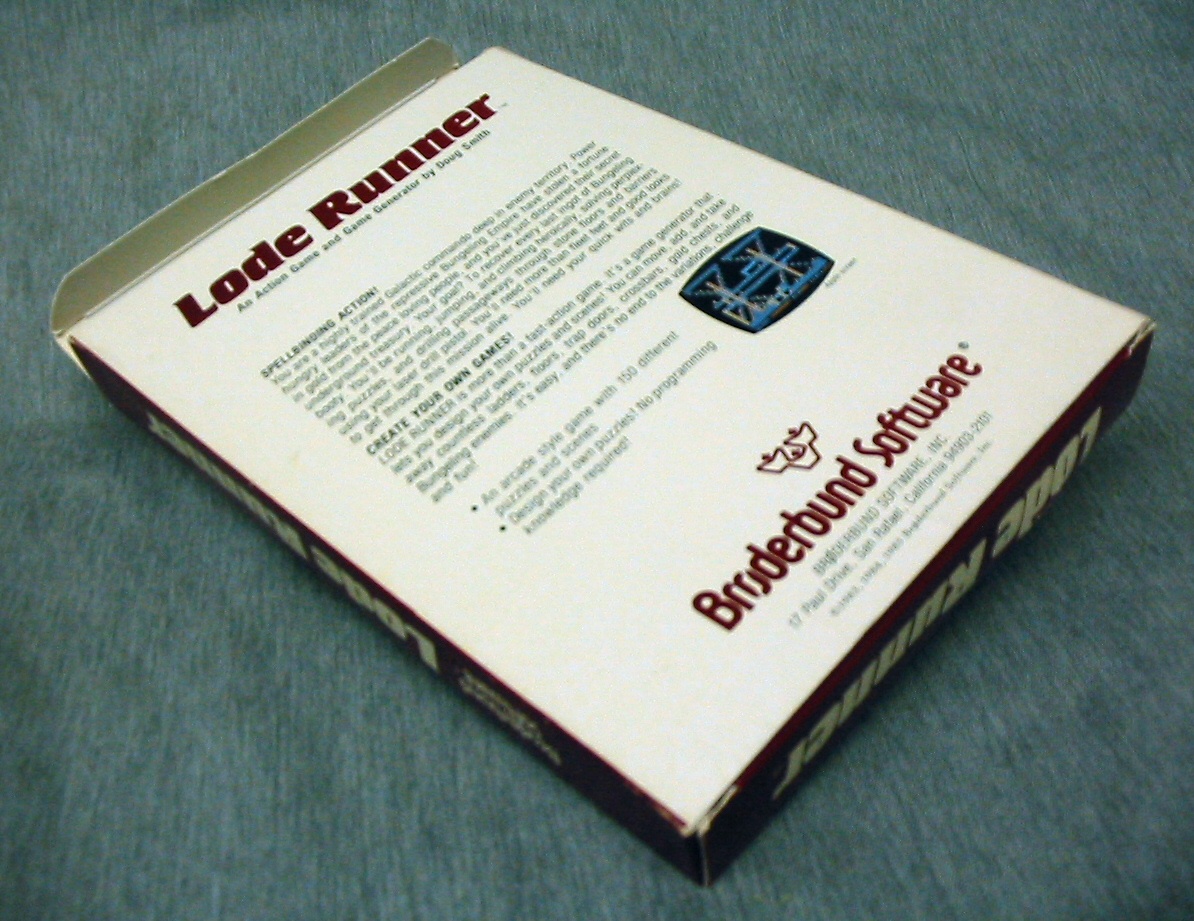 Lode Runner™
An Action Game and Game Generator by Doug Smith
SPELLBINDING ACTION!
You are a highly trained Galactic commando deep in enemy territory. Power
hungry leaders of the repressive Bungeling Empire have stolen a fortune
in gold from the peace loving people, and you've just discovered their secret
underground treasury. Your goal? To recover every last ingot of Bungeling
booty. You'll be running, jumping, and climbing heroically, solving perplex-
ing puzzles, and drilling passageways through stone floors and barriers
using your laser drill pistol. You'll need more than fleet feet and good looks
to get through this mission alive. You'll need your quick wits and brains!
CREATE YOUR OWN GAMES!
LODE RUNNER is more than a fast-action game. It's a game generator that
lets you design your own puzzles and scenes! You can move, add, and take
away countless ladders, floors, trap doors, crossbars, gold chests, and
Bungeling enemies. It's easy, and there's no end to the variations, challenge
and fun!
• An arcade style game with 150 different
puzzles and scenes
• Design your own puzzles! No programming
knowledge required!
Brøderbund Software®
BRØDERBUND SOFTWARE, INC.
17 Paul Drive, San Rafael, California 94903-2101
©1983, 1984, 1985 Brøderbund Software, Inc.
Lode Runner
Lode Runner